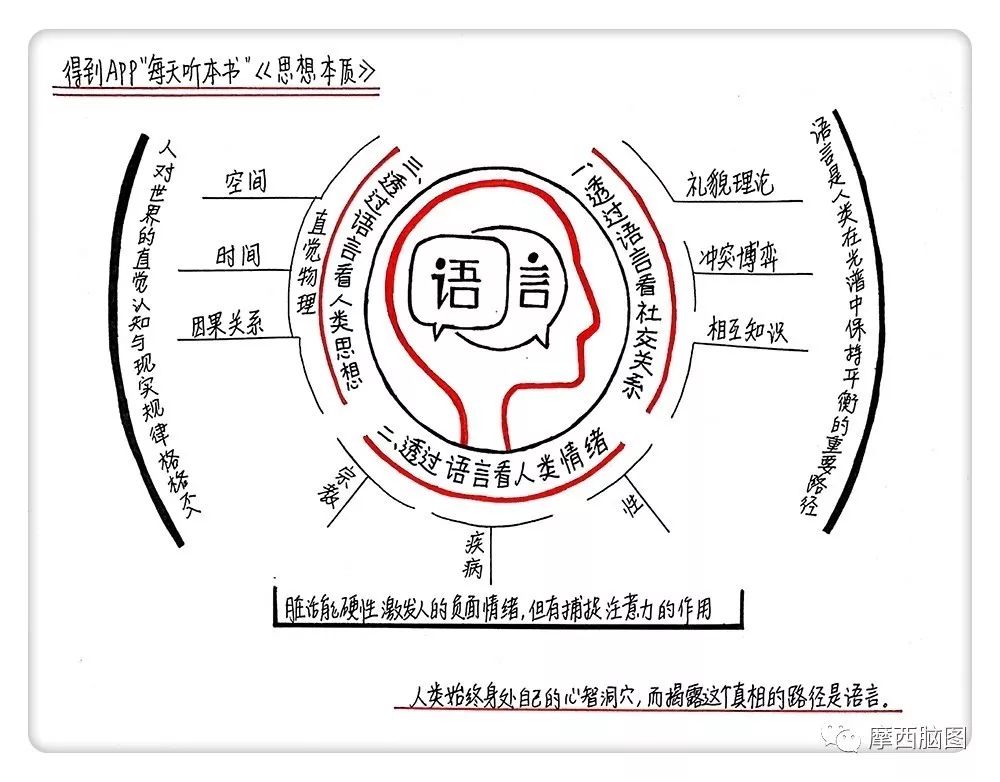 得到APP"每天听本书"《思想本质》
语言
一、透过语言看社交关系
礼貌理论
冲突博弈
相互知识
语言是人类在光谱中保持平衡的重要路径
二、透过语言看人类情绪
性
疾病
宗教
脏话能硬性激发人的负面情绪,但有捕捉注意力的作用
三、透过语言看人类思想
直觉物理
空间
时间
因果关系
人对世界的直觉认知与现实规律格格不入
人类始终身处自己的心智洞穴,而揭露这个真相的路径是语言。
摩西脑图